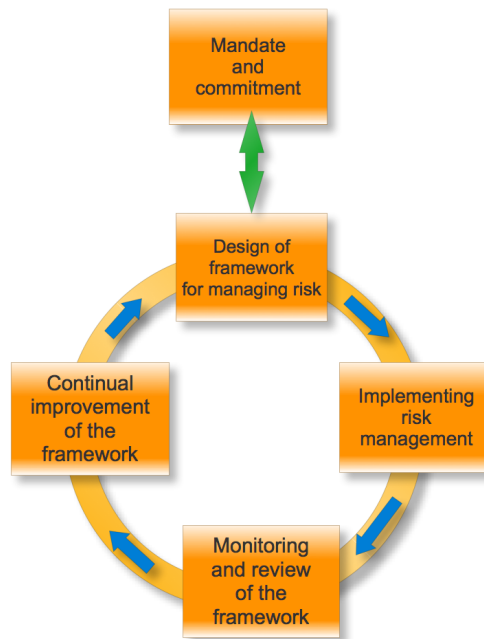 Mandate
and
commitment
Design of
framework
for managing risk
Continual
improvement
of the
framework
Implementing
risk
management
Monitoring
and review
of the
framework